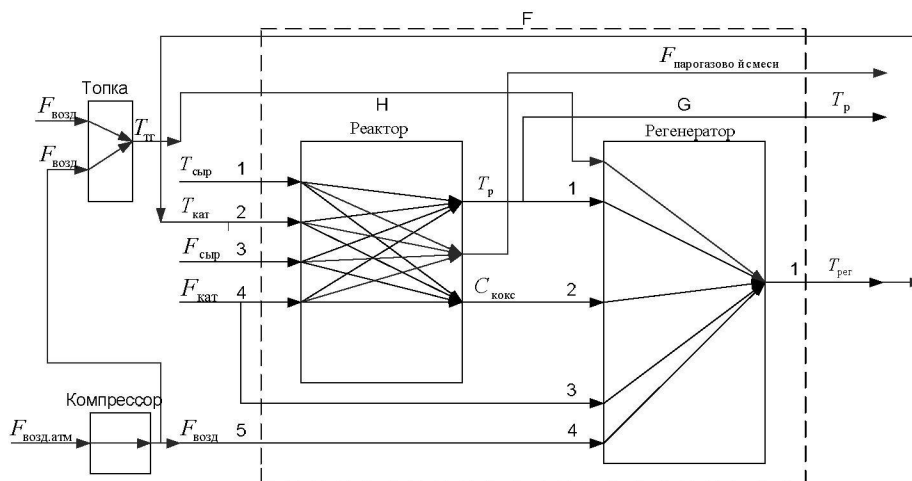 F
F парогазовой смеси
Топка
H
G
T р
F возд
T тг
Реактор
Регенератор
F возд
T сыр 1
T р
1
T кат 2
F сыр 3
1 T рег
F кат 4
C кокс 2
3
Компрессор
F возд.атм
F возд 5
4